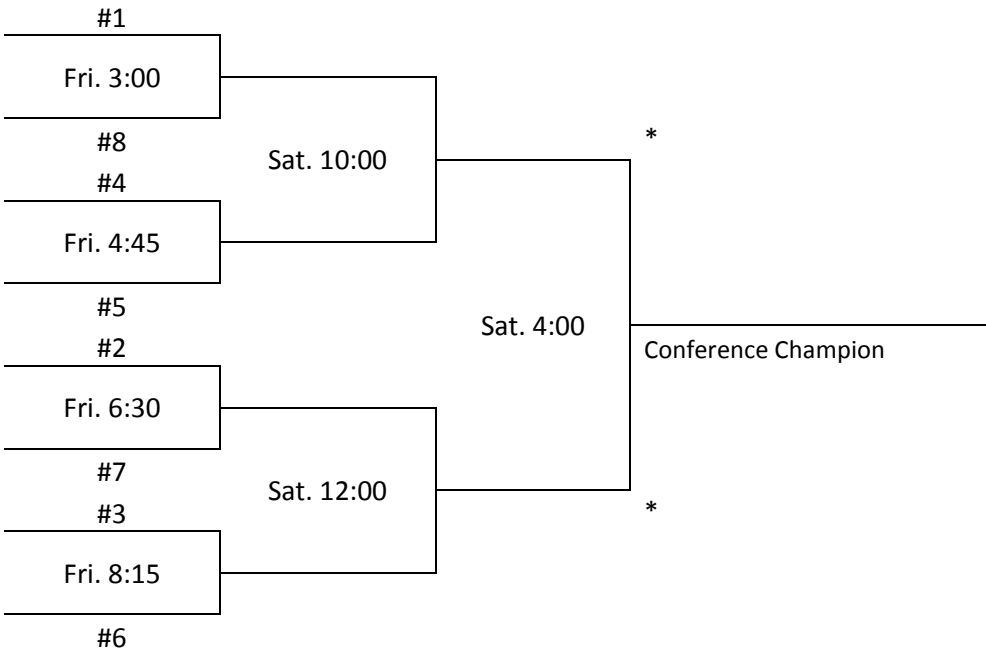 #1
Fri. 3:00
#8
Sat. 10:00
*
#4
Fri. 4:45
#5
Sat. 4:00
Conference Champion
#2
Fri. 6:30
#7
Sat. 12:00
*
#3
Fri. 8:15
#6